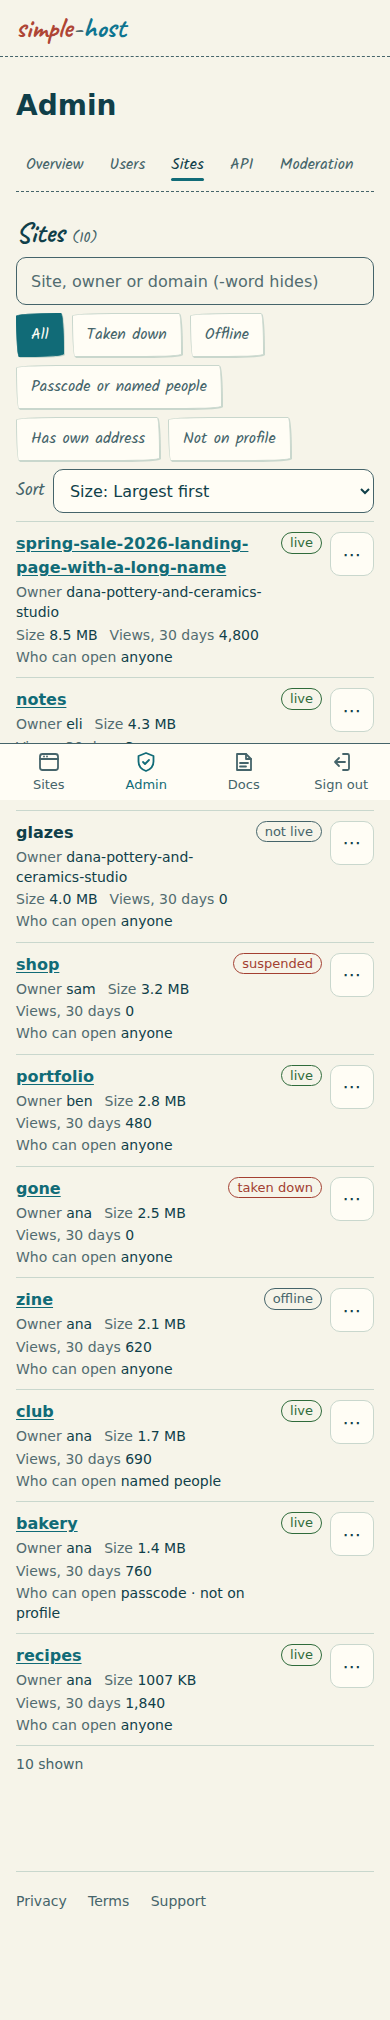 simple-host
Admin
Overview Users Sites API Moderation
Sites (10)
Site, owner or domain (-word hides)
All Taken down Offline
Passcode or named people
Has own address Not on profile
Sort Size: Largest first
spring-sale-2026-landing-page-with-a-long-name live ...
Owner dana-pottery-and-ceramics-
studio
Size 8.5 MB Views, 30 days 4,800
Who can open anyone
notes live ...
Owner eli Size 4.3 MB
Sites Admin Docs Sign out
glazes not live ...
Owner dana-pottery-and-
ceramics-studio
Size 4.0 MB Views, 30 days 0
Who can open anyone
shop suspended ...
Owner sam Size 3.2 MB
Views, 30 days 0
Who can open anyone
portfolio live ...
Owner ben Size 2.8 MB
Views, 30 days 480
Who can open anyone
gone taken down ...
Owner ana Size 2.5 MB
Views, 30 days 0
Who can open anyone
zine offline ...
Owner ana Size 2.1 MB
Views, 30 days 620
Who can open anyone
club live ...
Owner ana Size 1.7 MB
Views, 30 days 690
Who can open named people
bakery live ...
Owner ana Size 1.4 MB
Views, 30 days 760
Who can open passcode · not on
profile
recipes live ...
Owner ana Size 1007 KB
Views, 30 days 1,840
Who can open anyone
10 shown
Privacy Terms Support